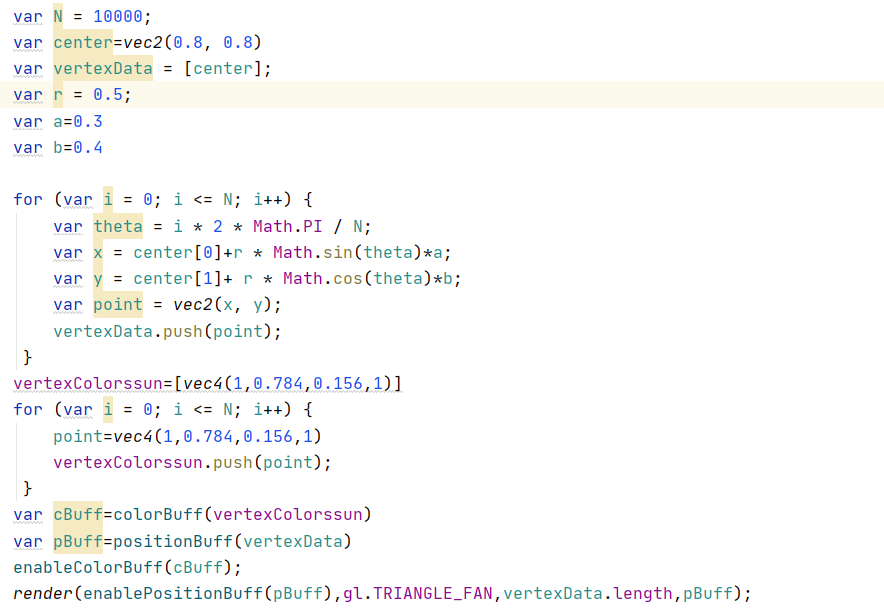 var N = 10000;
var center=vec2(0.8, 0.8)
var vertexData = [center];
var r = 0.5;
var a=0.3
var b=0.4
for (var i = 0; i <= N; i++) {
var theta = i * 2 * Math.PI / N;
var x = center[0]+r * Math.sin(theta)*a;
var y = center[1]+ r * Math.cos(theta)*b;
var point = vec2(x, y);
vertexData.push(point);
}
vertexColorssun=[vec4(1,0.784,0.156,1)]
for (var i = 0; i <= N; i++) {
point=vec4(1,0.784,0.156,1)
vertexColorssun.push(point);
}
var cBuff=colorBuff(vertexColorssun)
var pBuff=positionBuff(vertexData)
enableColorBuff(cBuff);
render(enablePositionBuff(pBuff),gl.TRIANGLE_FAN,vertexData.length,pBuff);